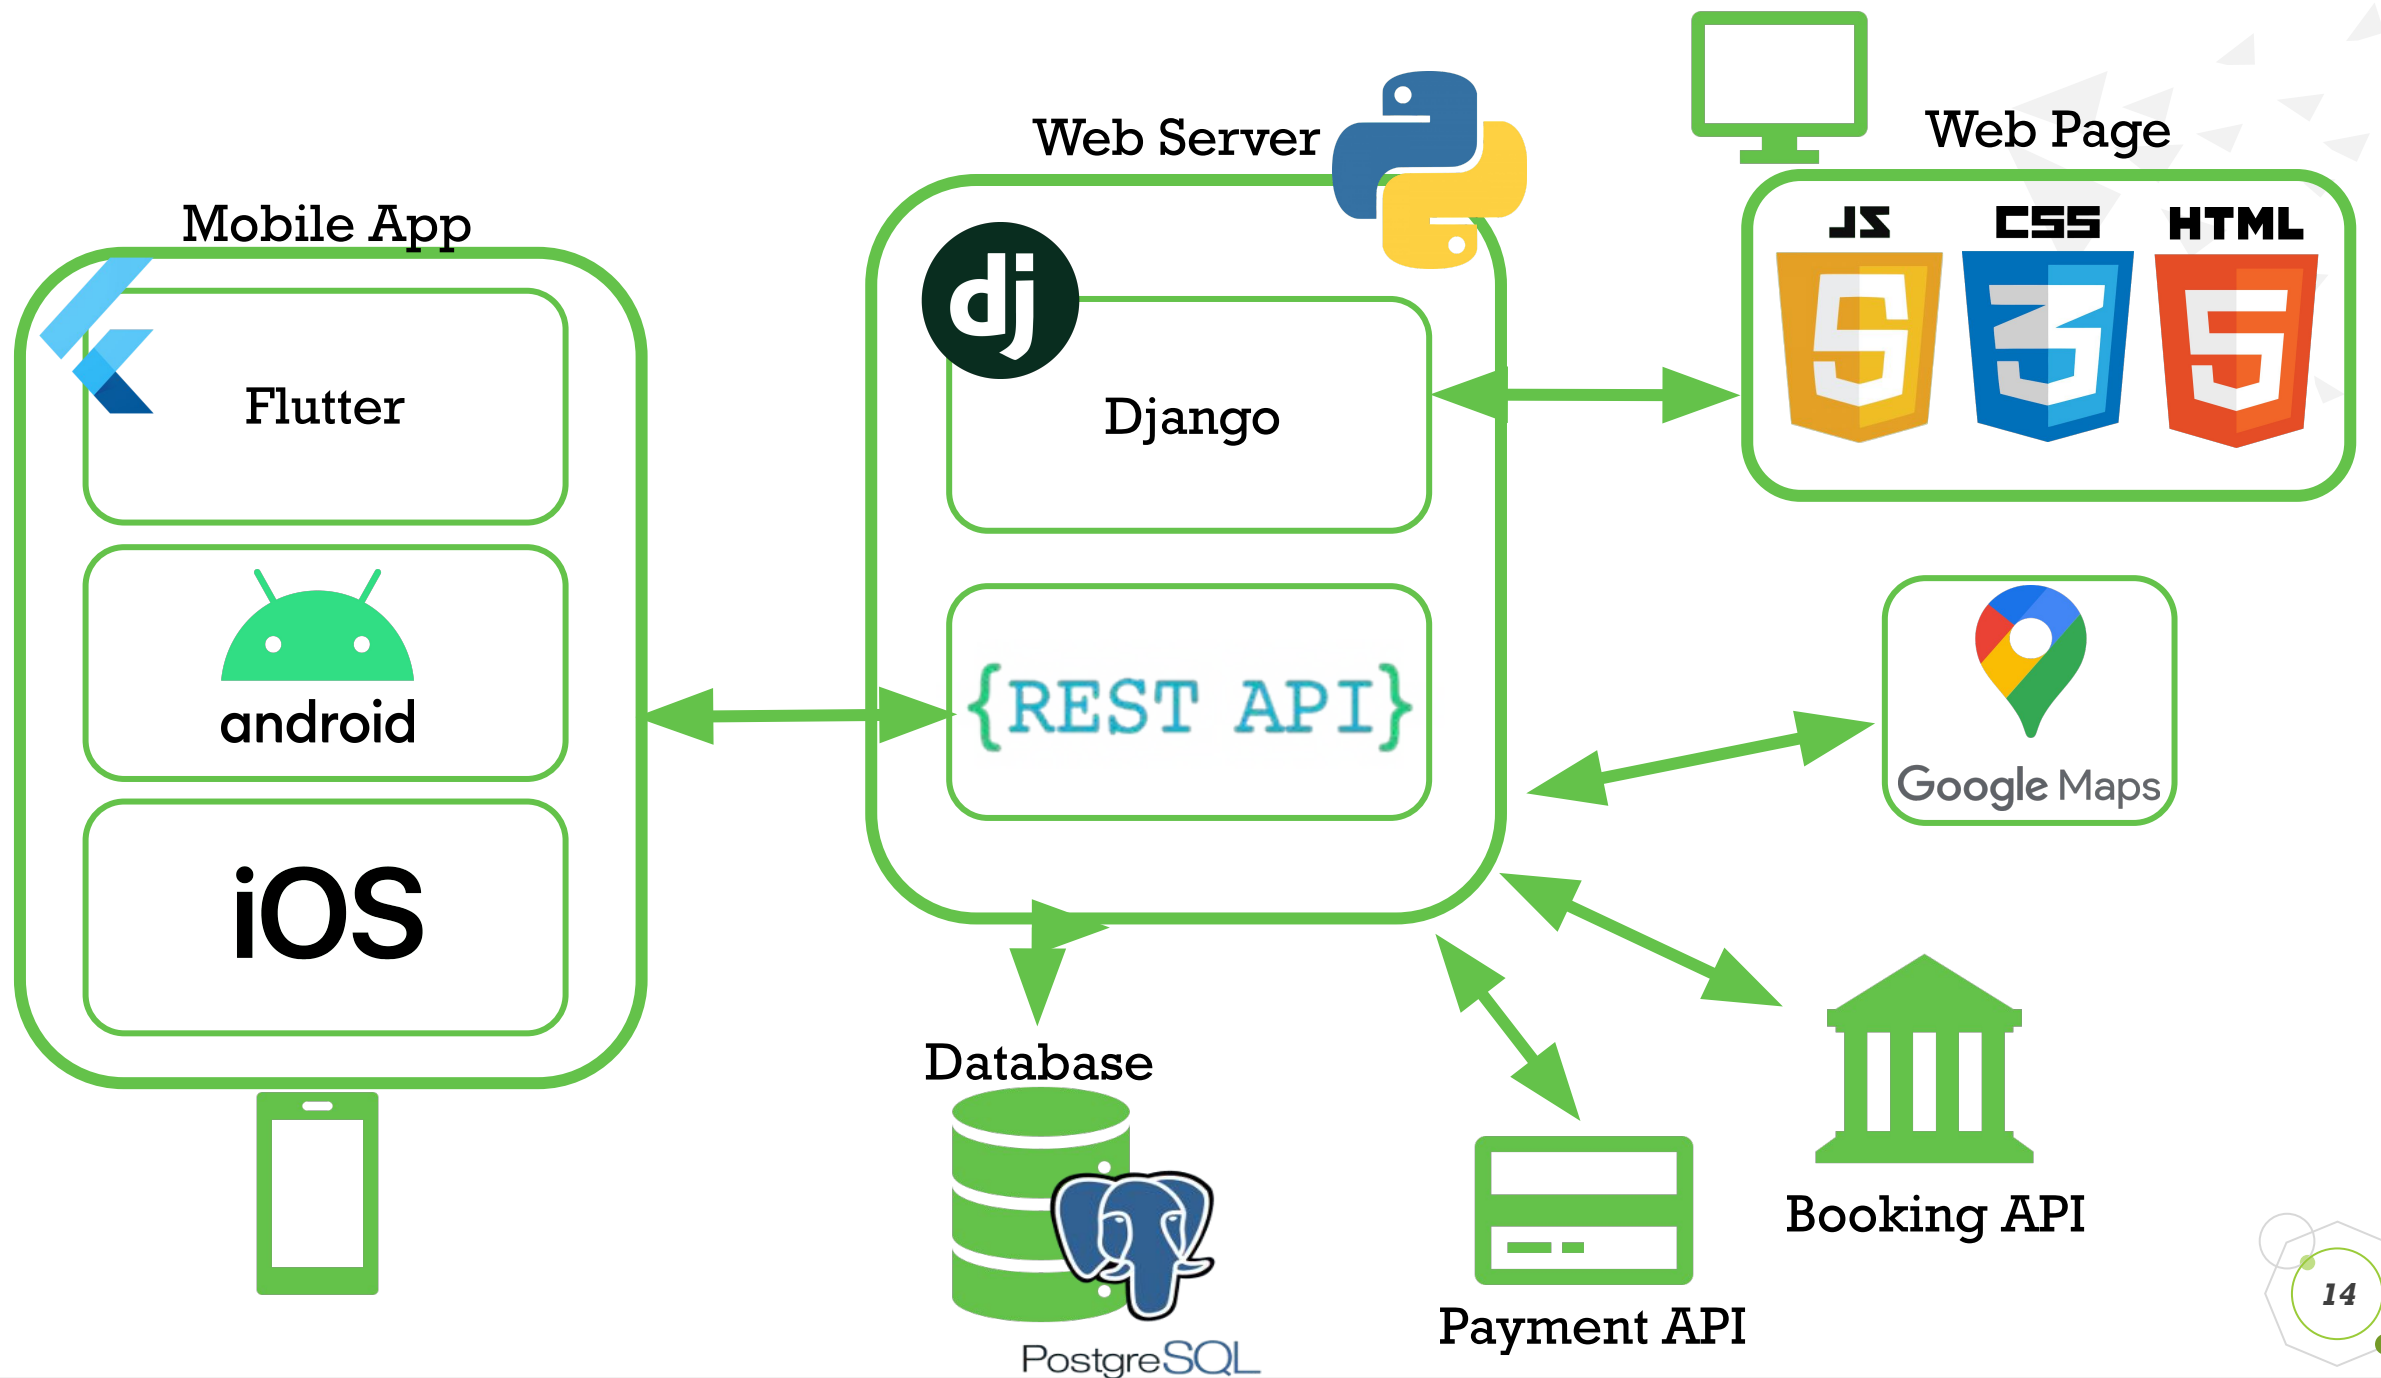 Mobile App
Flutter
android
iOS
Web Server
dj
Django
{REST API}
Web Page
JS CSS HTML
Google Maps
Database
PostgreSQL
Payment API
Booking API
14